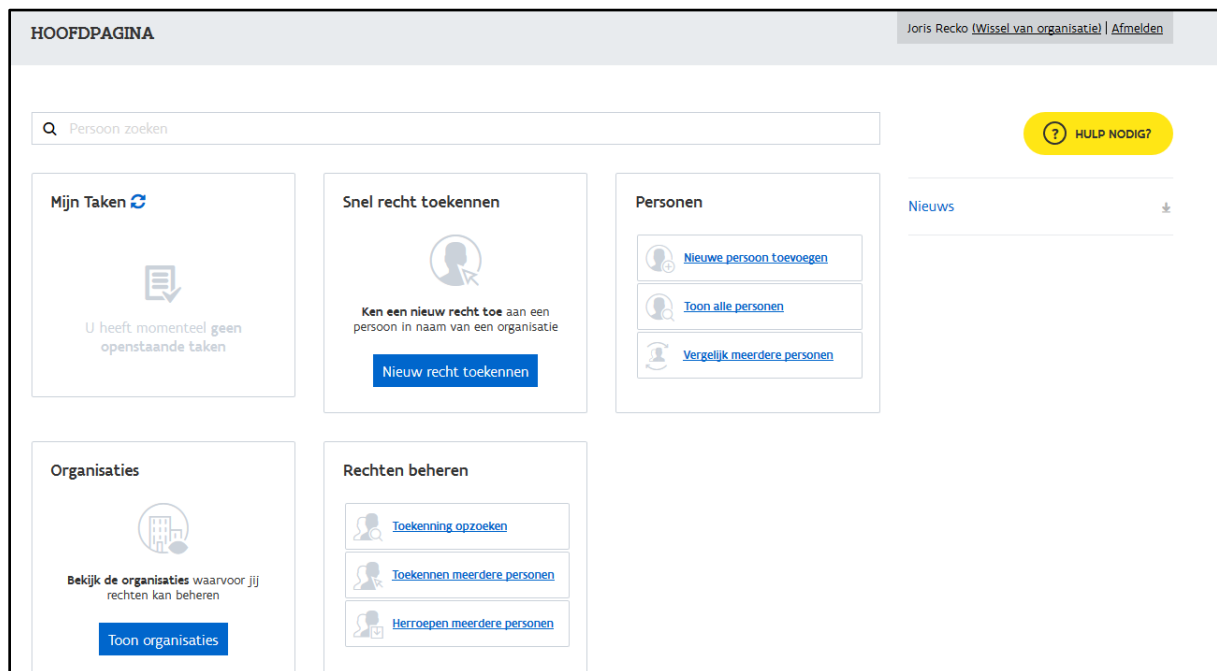 HOOFDPAGINA
Joris Recko (Wissel van organisatie) | Afmelden
Persoon zoeken
HULP NODIG?
Mijn Taken
U heeft momenteel geen
openstaande taken
Snel recht toekennen
Ken een nieuw recht toe aan een
persoon in naam van een organisatie
Nieuw recht toekennen
Personen
Nieuwe persoon toevoegen
Toon alle personen
Vergelijk meerdere personen
Nieuws
Organisaties
Bekijk de organisaties waarvoor jij
rechten kan beheren
Toon organisaties
Rechten beheren
Toekenning opzoeken
Toekennen meerdere personen
Herroepen meerdere personen